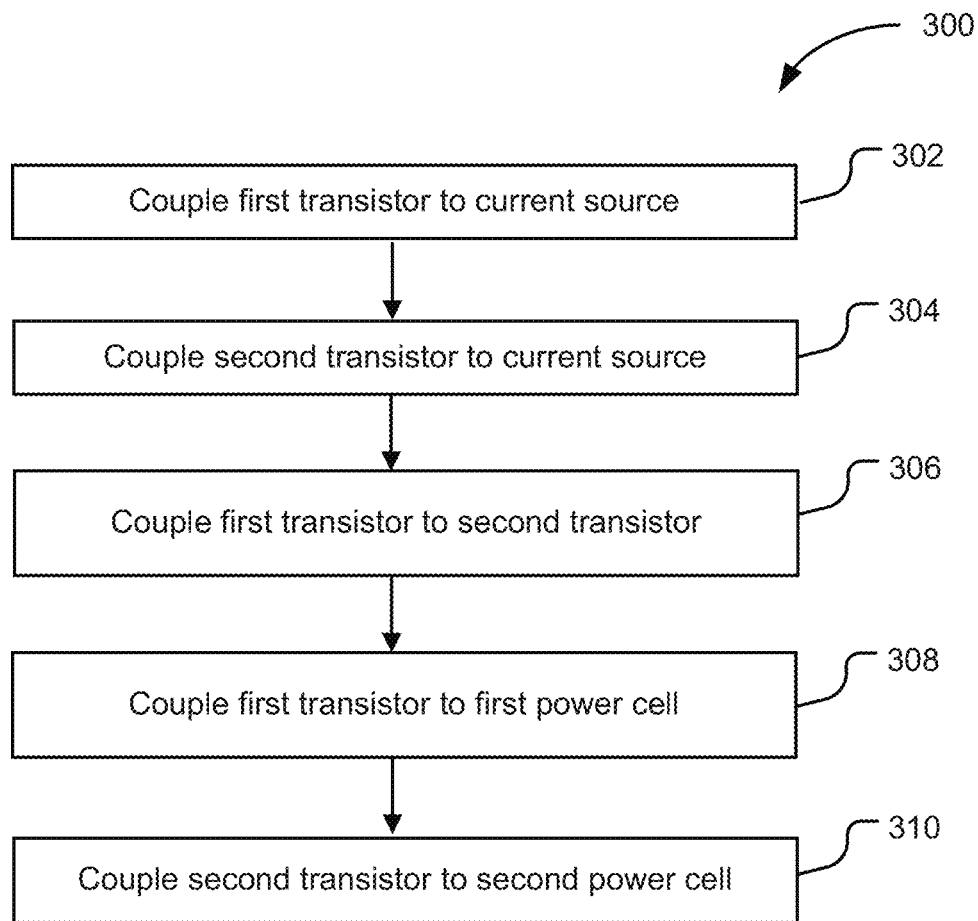 300
302
Couple first transistor to current source
304
Couple second transistor to current source
306
Couple first transistor to second transistor
308
Couple first transistor to first power cell
310
Couple second transistor to second power cell